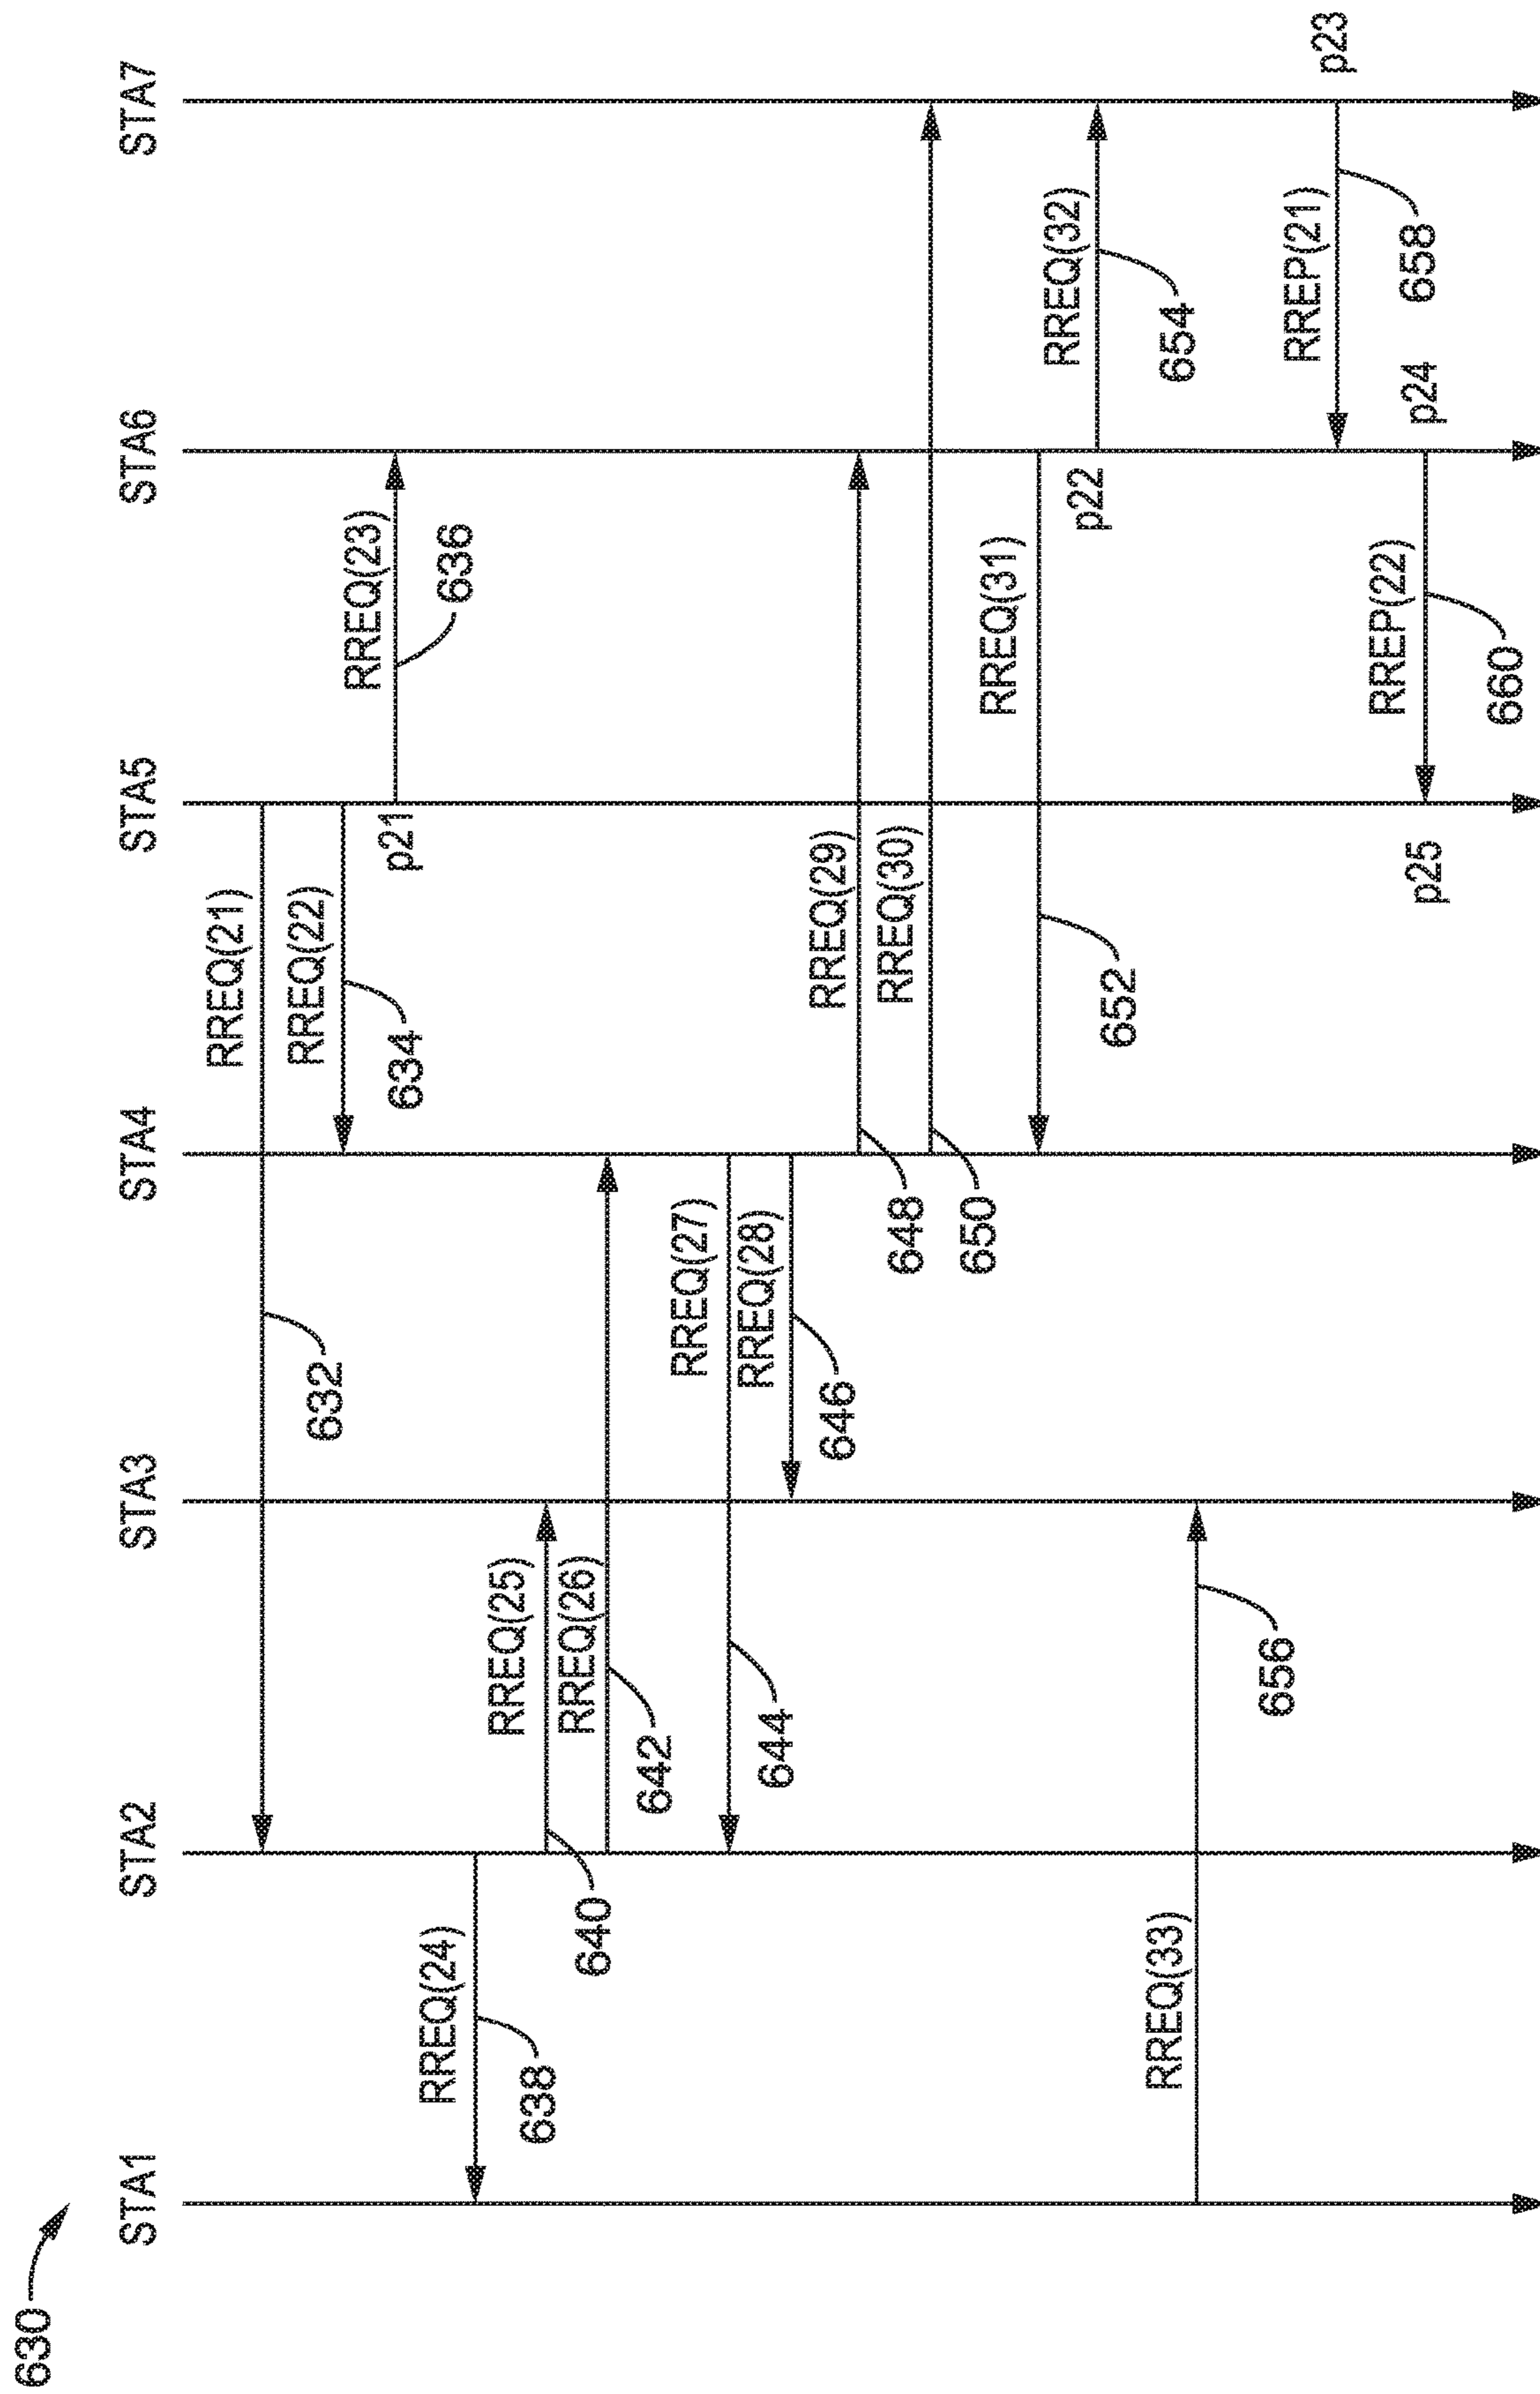 630
STA1
STA2
STA3
STA4
STA5
STA6
STA7
RREQ(21)
632
RREQ(22)
634
RREQ(23)
p21
636
RREQ(24)
638
RREQ(25)
640
RREQ(26)
642
RREQ(27)
644
RREQ(28)
646
RREQ(29)
648
RREQ(30)
650
RREQ(31)
652
p22
RREQ(32)
654
RREQ(33)
656
p23
RREP(21)
658
p24
RREP(22)
660
p25